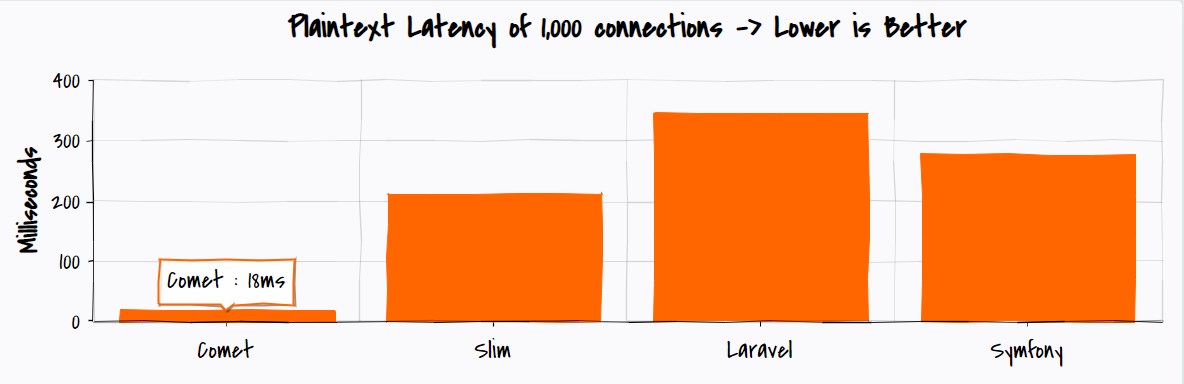 Plaintext Latency of 1,000 connections -> Lower is Better
Milliseconds
400
300
200
100
0
Comet : 18ms
Comet
Slim
Laravel
Symfony